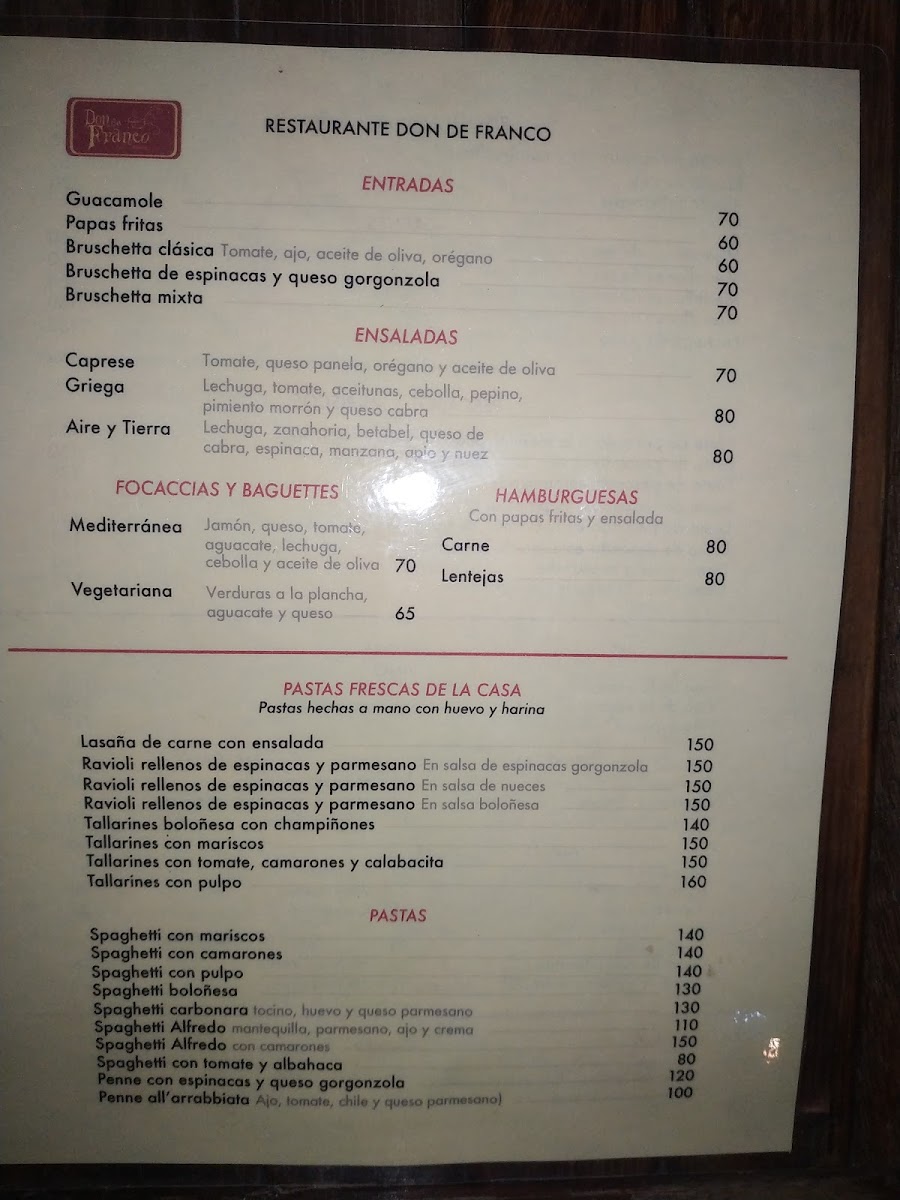 Don de
Franco
RESTAURANTE DON DE FRANCO
ENTRADAS
Guacamole 70
Papas fritas 60
Bruschetta clásica Tomate, ajo, aceite de oliva, orégano 60
Bruschetta de espinacas y queso gorgonzola 70
Bruschetta mixta 70
ENSALADAS
Caprese Tomate, queso panela, orégano y aceite de oliva 70
Griega Lechuga, tomate, aceitunas, cebolla, pepino,
pimiento morrón y queso cabra 80
Aire y Tierra Lechuga, zanahoria, betabel, queso de
cabra, espinaca, manzana, apio y nuez 80
FOCACCIAS Y BAGUETTES
Mediterránea Jamón, queso, tomate,
aguacate, lechuga,
cebolla y aceite de oliva 70
Vegetariana Verduras a la plancha,
aguacate y queso 65
HAMBURGUESAS
Con papas fritas y ensalada
Carne 80
Lentejas 80
PASTAS FRESCAS DE LA CASA
Pastas hechas a mano con huevo y harina
Lasaña de carne con ensalada 150
Ravioli rellenos de espinacas y parmesano En salsa de espinacas gorgonzola 150
Ravioli rellenos de espinacas y parmesano En salsa de nueces 150
Ravioli rellenos de espinacas y parmesano En salsa boloñesa 150
Tallarines boloñesa con champiñones 140
Tallarines con mariscos 150
Tallarines con tomate, camarones y calabacita 150
Tallarines con pulpo 160
PASTAS
Spaghetti con mariscos 140
Spaghetti con camarones 140
Spaghetti con pulpo 140
Spaghetti boloñesa 130
Spaghetti carbonara tocino, huevo y queso parmesano 130
Spaghetti Alfredo mantequilla, parmesano, ajo y crema 110
Spaghetti Alfredo con camarones 150
Spaghetti con tomate y albahaca 80
Penne con espinacas y queso gorgonzola 120
Penne all'arrabbiata Ajo, tomate, chile y queso parmesano) 100